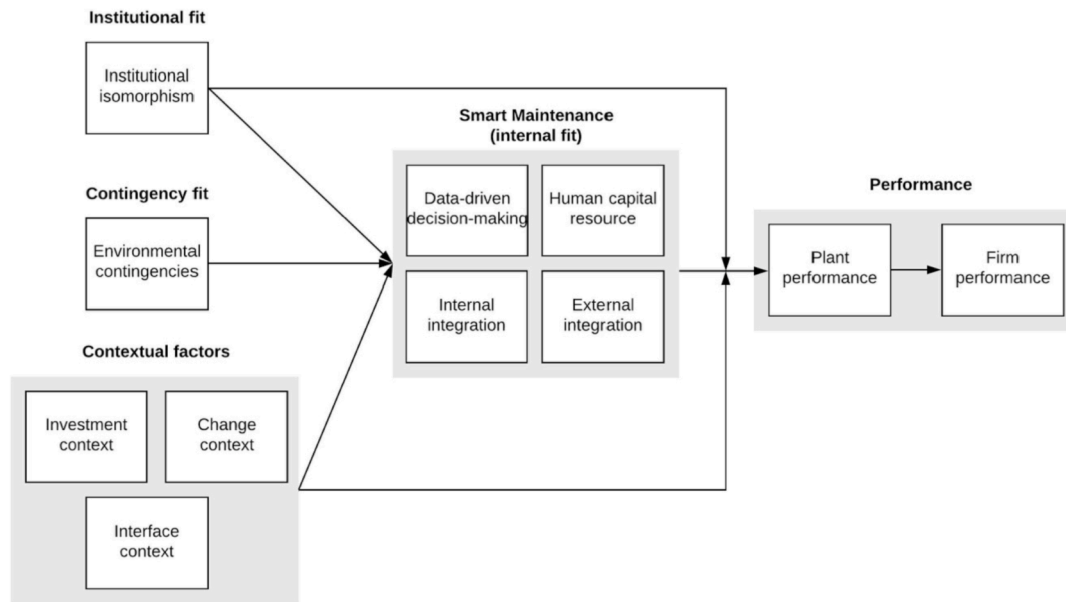 Institutional fit
Institutional
isomorphism
Contingency fit
Environmental
contingencies
Contextual factors
Investment
context
Change
context
Interface
context
Smart Maintenance
(internal fit)
Data-driven
decision-making
Human capital
resource
Internal
integration
External
integration
Performance
Plant
performance
Firm
performance